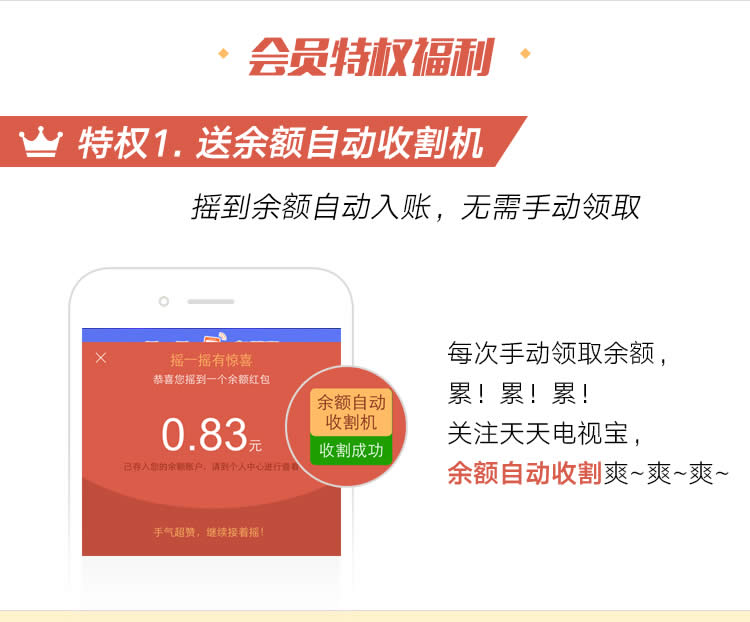 会员特权福利
特权1. 送余额自动收割机
摇到余额自动入账，无需手动领取
摇一摇有惊喜
恭喜您摇到一个余额红包
0.83元
已存入您的余额账户，请到个人中心进行查看
手气超赞，继续接着摇！
余额自动
收割机
收割成功
每次手动领取余额，
累！累！累！
关注天天电视宝，
余额自动收割爽~爽~爽~